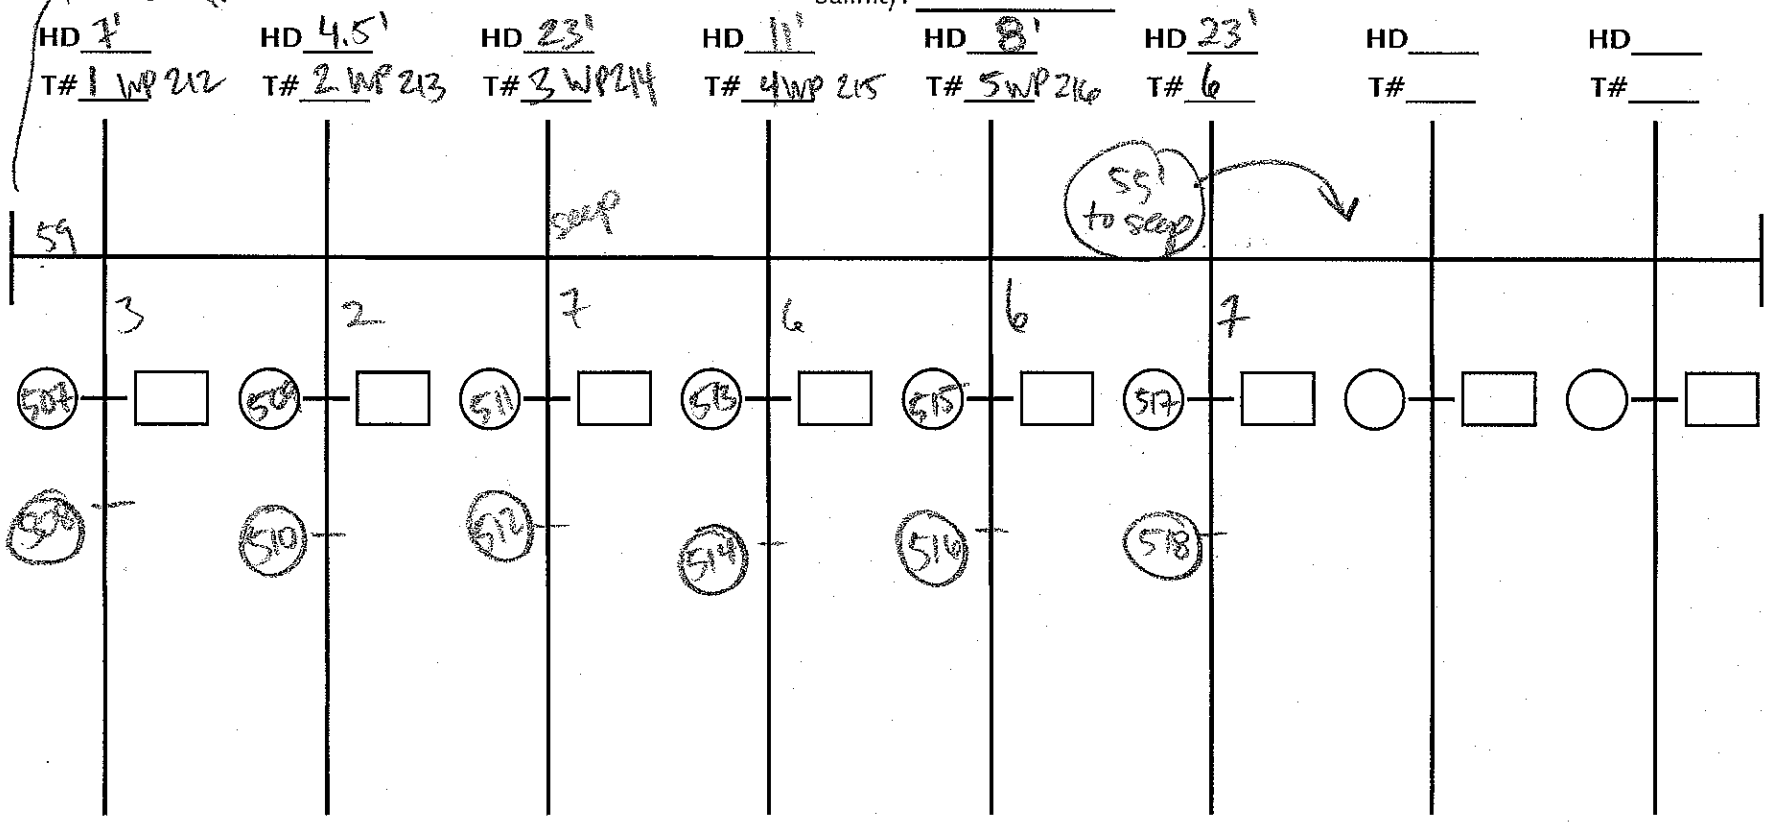 Salinity:
HD 7' HD 4.5' HD 23' HD 11' HD 8' HD 23' HD HD
T# 1 WP 212 T# 2 WP 213 T# 3 WP214 T# 4 WP 215 T# 5 WP 216 T# 6 T# T#
55'
to seep
seep
59
3 2 7 6 6 7
507 509 511 513 515 517
508 510 512 514 516 518